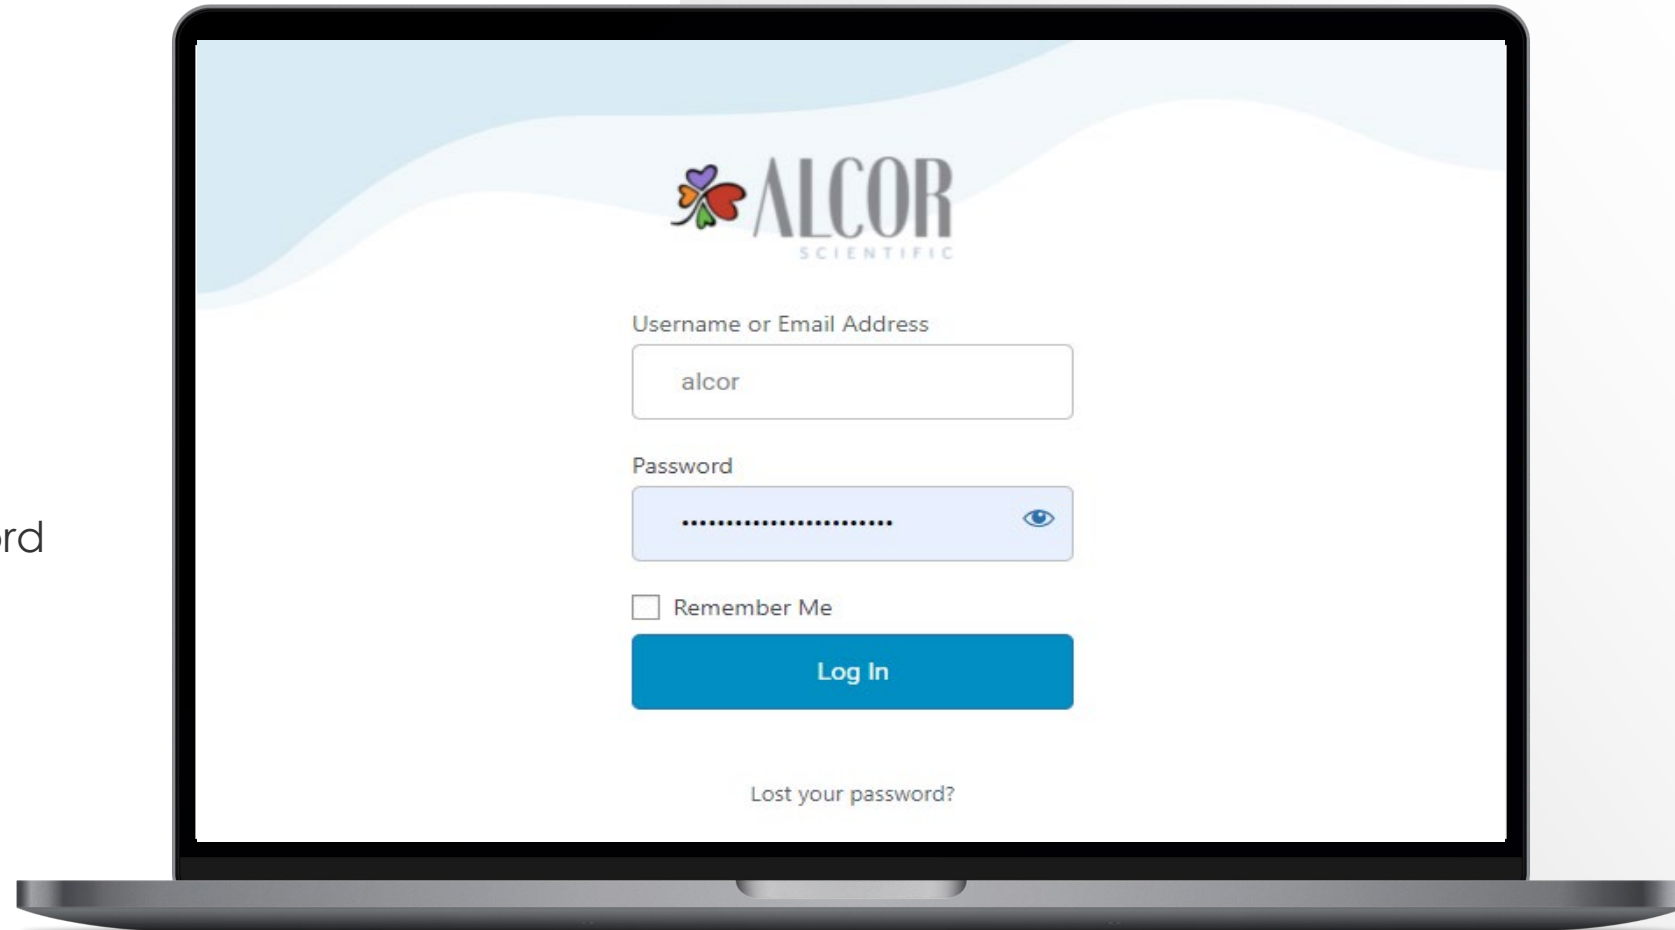 ALCOR
SCIENTIFIC
Username or Email Address
alcor
Password
Remember Me
Log In
Lost your password?